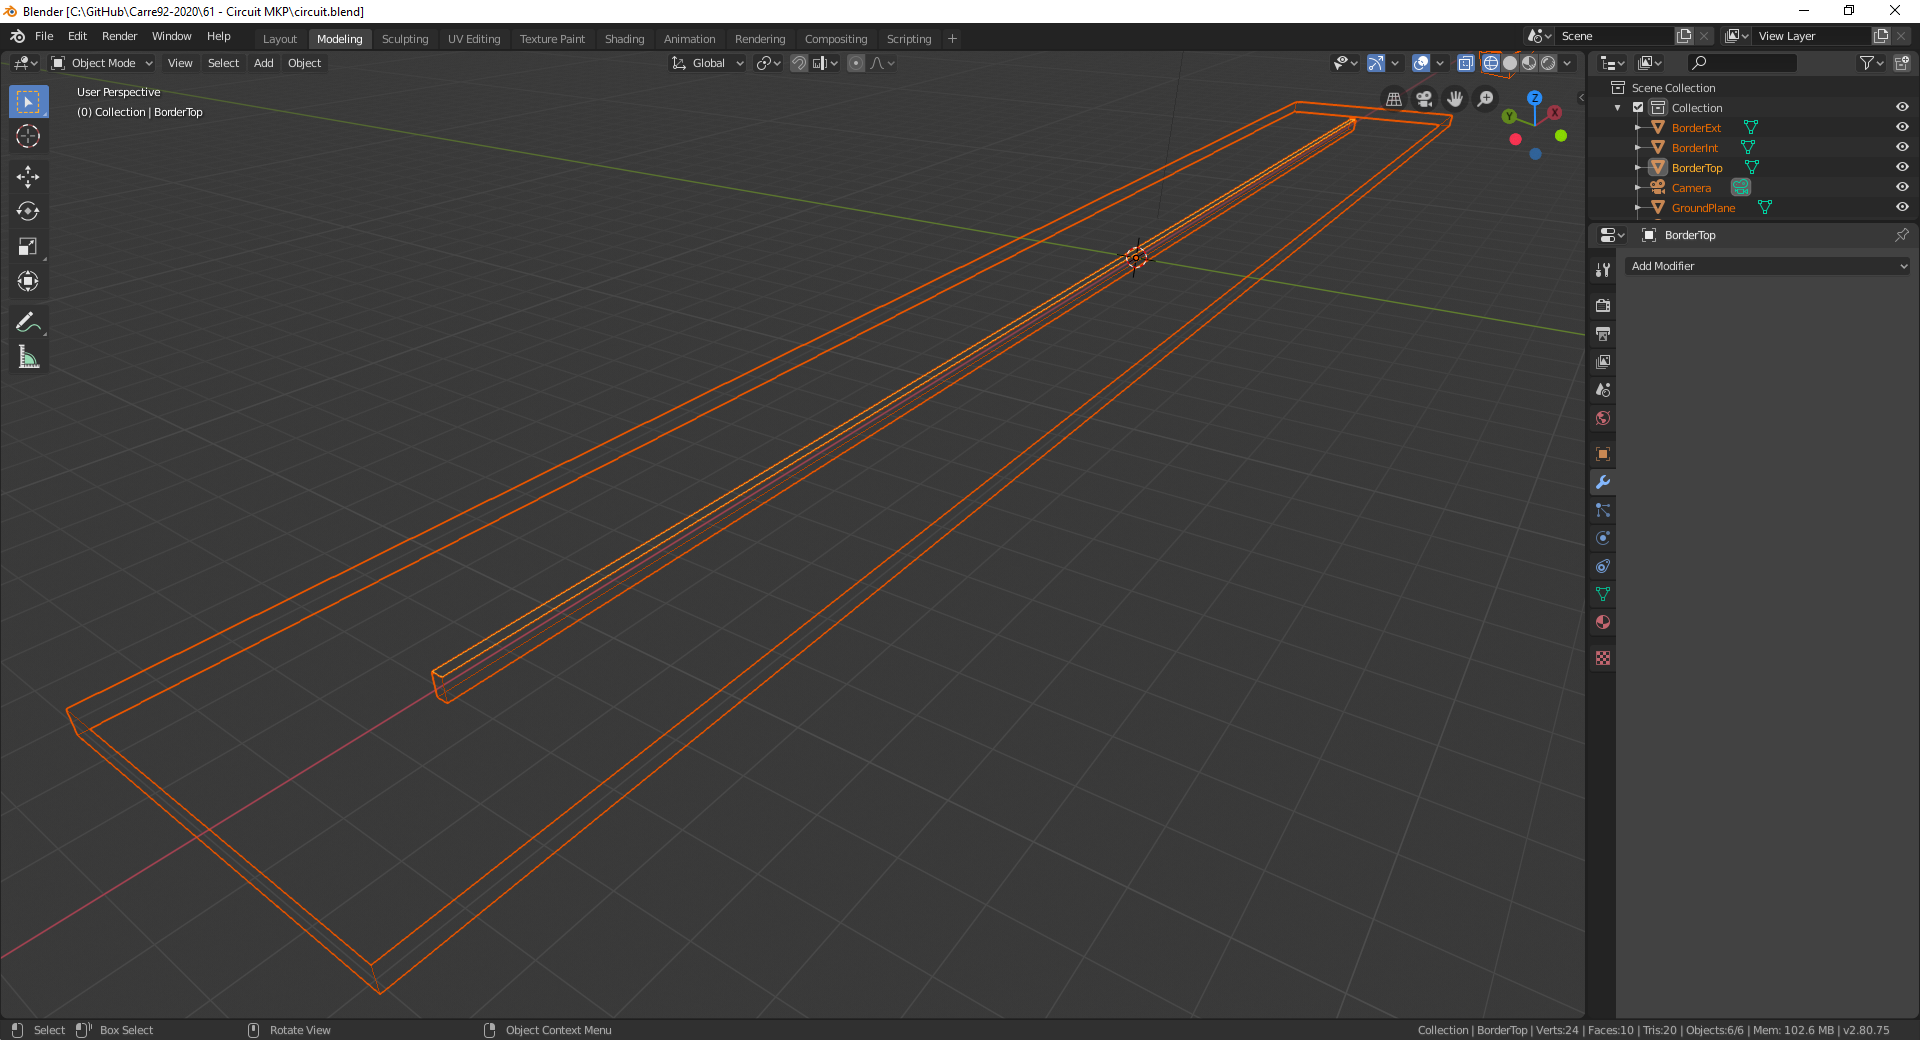 Blender [C:\GitHub\Carre92-2020\61 - Circuit MKP\circuit.blend]
File Edit Render Window Help Layout Modeling Sculpting UV Editing Texture Paint Shading Animation Rendering Compositing Scripting + Scene View Layer
Object Mode View Select Add Object Global
User Perspective
(0) Collection | BorderTop
Z
X
Y
Scene Collection
Collection
BorderExt
BorderInt
BorderTop
Camera
GroundPlane
BorderTop
Add Modifier
Select Box Select Rotate View Object Context Menu Collection | BorderTop | Verts:24 | Faces:10 | Tris:20 | Objects:6/6 | Mem: 102.6 MB | v2.80.75